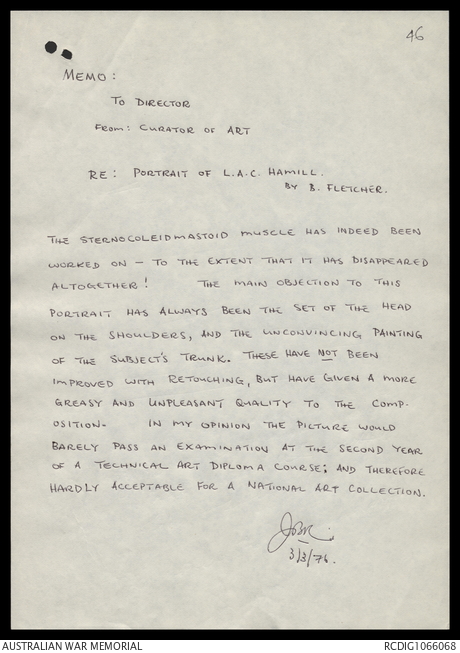 46
MEMO:
TO DIRECTOR
FROM: CURATOR OF ART
RE: PORTRAIT OF L.A.C. HAMILL.
BY B. FLETCHER.
THE STERNOCOLEIDMASTOID MUSCLE HAS INDEED BEEN
WORKED ON – TO THE EXTENT THAT IT HAS DISAPPEARED
ALTOGETHER! THE MAIN OBJECTION TO THIS
PORTRAIT HAS ALWAYS BEEN THE SET OF THE HEAD
ON THE SHOULDERS, AND THE UNCONVINCING PAINTING
OF THE SUBJECT'S TRUNK. THESE HAVE NOT BEEN
IMPROVED WITH RETOUCHING, BUT HAVE GIVEN A MORE
GREASY AND UNPLEASANT QUALITY TO THE COMP-
OSITION. IN MY OPINION THE PICTURE WOULD
BARELY PASS AN EXAMINATION AT THE SECOND YEAR
OF A TECHNICAL ART DIPLOMA COURSE; AND THEREFORE
HARDLY ACCEPTABLE FOR A NATIONAL ART COLLECTION.
3/3/76.
AUSTRALIAN WAR MEMORIAL
RCDIG1066068